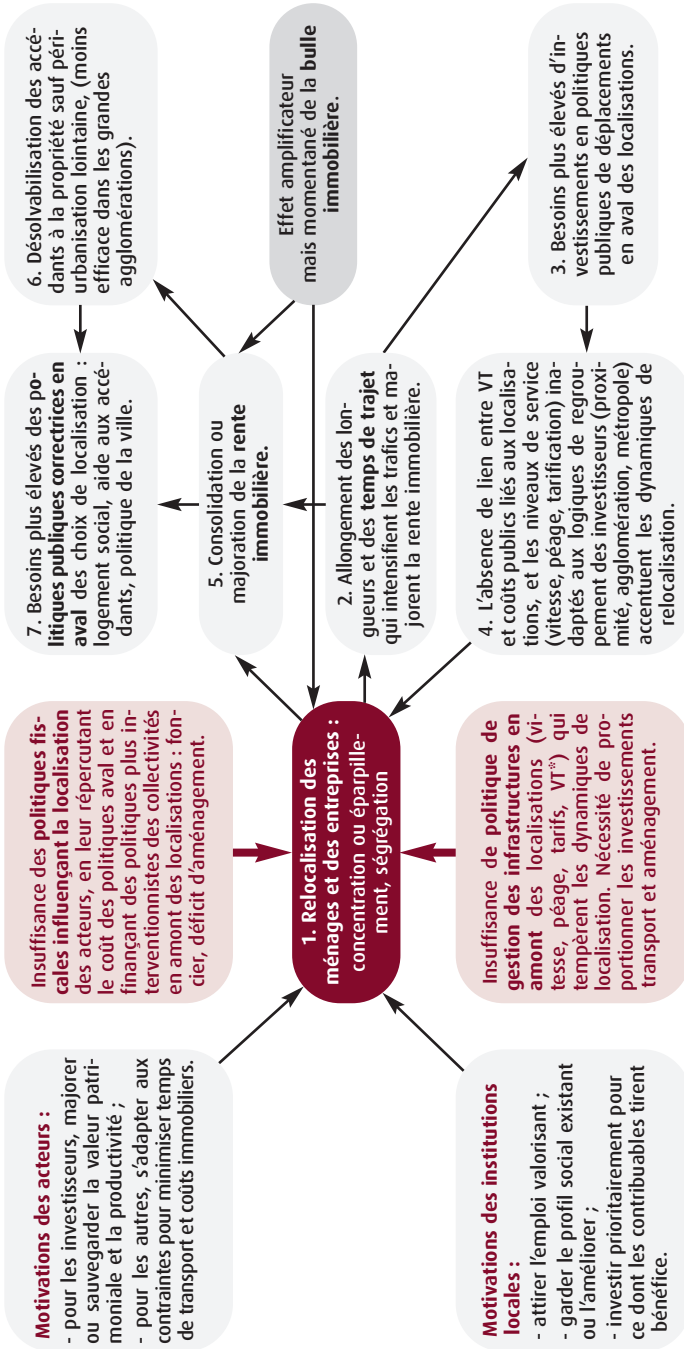 Motivations des acteurs :
- pour les investisseurs, majorer
ou sauvegarder la valeur patri-
moniale et la productivité ;
- pour les autres, s'adapter aux
contraintes pour minimiser temps
de transport et coûts immobiliers.
Motivations des institutions
locales :
- attirer l'emploi valorisant ;
- garder le profil social existant
ou l'améliorer ;
- investir prioritairement pour
ce dont les contribuables tirent
bénéfice.
Insuffisance des politiques fis-
cales influençant la localisation
des acteurs, en leur répercutant
le coût des politiques aval et en
finançant des politiques plus in-
terventionnistes des collectivités
en amont des localisations : fon-
cier, déficit d'aménagement.
1. Relocalisation des
ménages et des entreprises :
concentration ou éparpille-
ment, ségrégation
Insuffisance de politique de
gestion des infrastructures en
amont des localisations (vi-
tesse, péage, tarifs, VT*) qui
tempèrent les dynamiques de
localisation. Nécessité de pro-
portionner les investissements
transport et aménagement.
7. Besoins plus élevés des po-
litiques publiques correctrices en
aval des choix de localisation :
logement social, aide aux accé-
dants, politique de la ville.
5. Consolidation ou
majoration de la rente
immobilière.
2. Allongement des lon-
gueurs et des temps de trajet
qui intensifient les trafics et ma-
jorent la rente immobilière.
4. L'absence de lien entre VT
et coûts publics liés aux localisa-
tions, et les niveaux de service
(vitesse, péage, tarification) ina-
daptés aux logiques de regrou-
pement des investisseurs (proxi-
mité, agglomération, métropole)
accentuent les dynamiques de
relocalisation.
6. Désolvabilisation des accé-
dants à la propriété sauf péri-
urbanisation lointaine, (moins
efficace dans les grandes
agglomérations).
Effet amplificateur
mais momentané de la bulle
immobilière.
3. Besoins plus élevés d'in-
vestissements en politiques
publiques de déplacements
en aval des localisations.